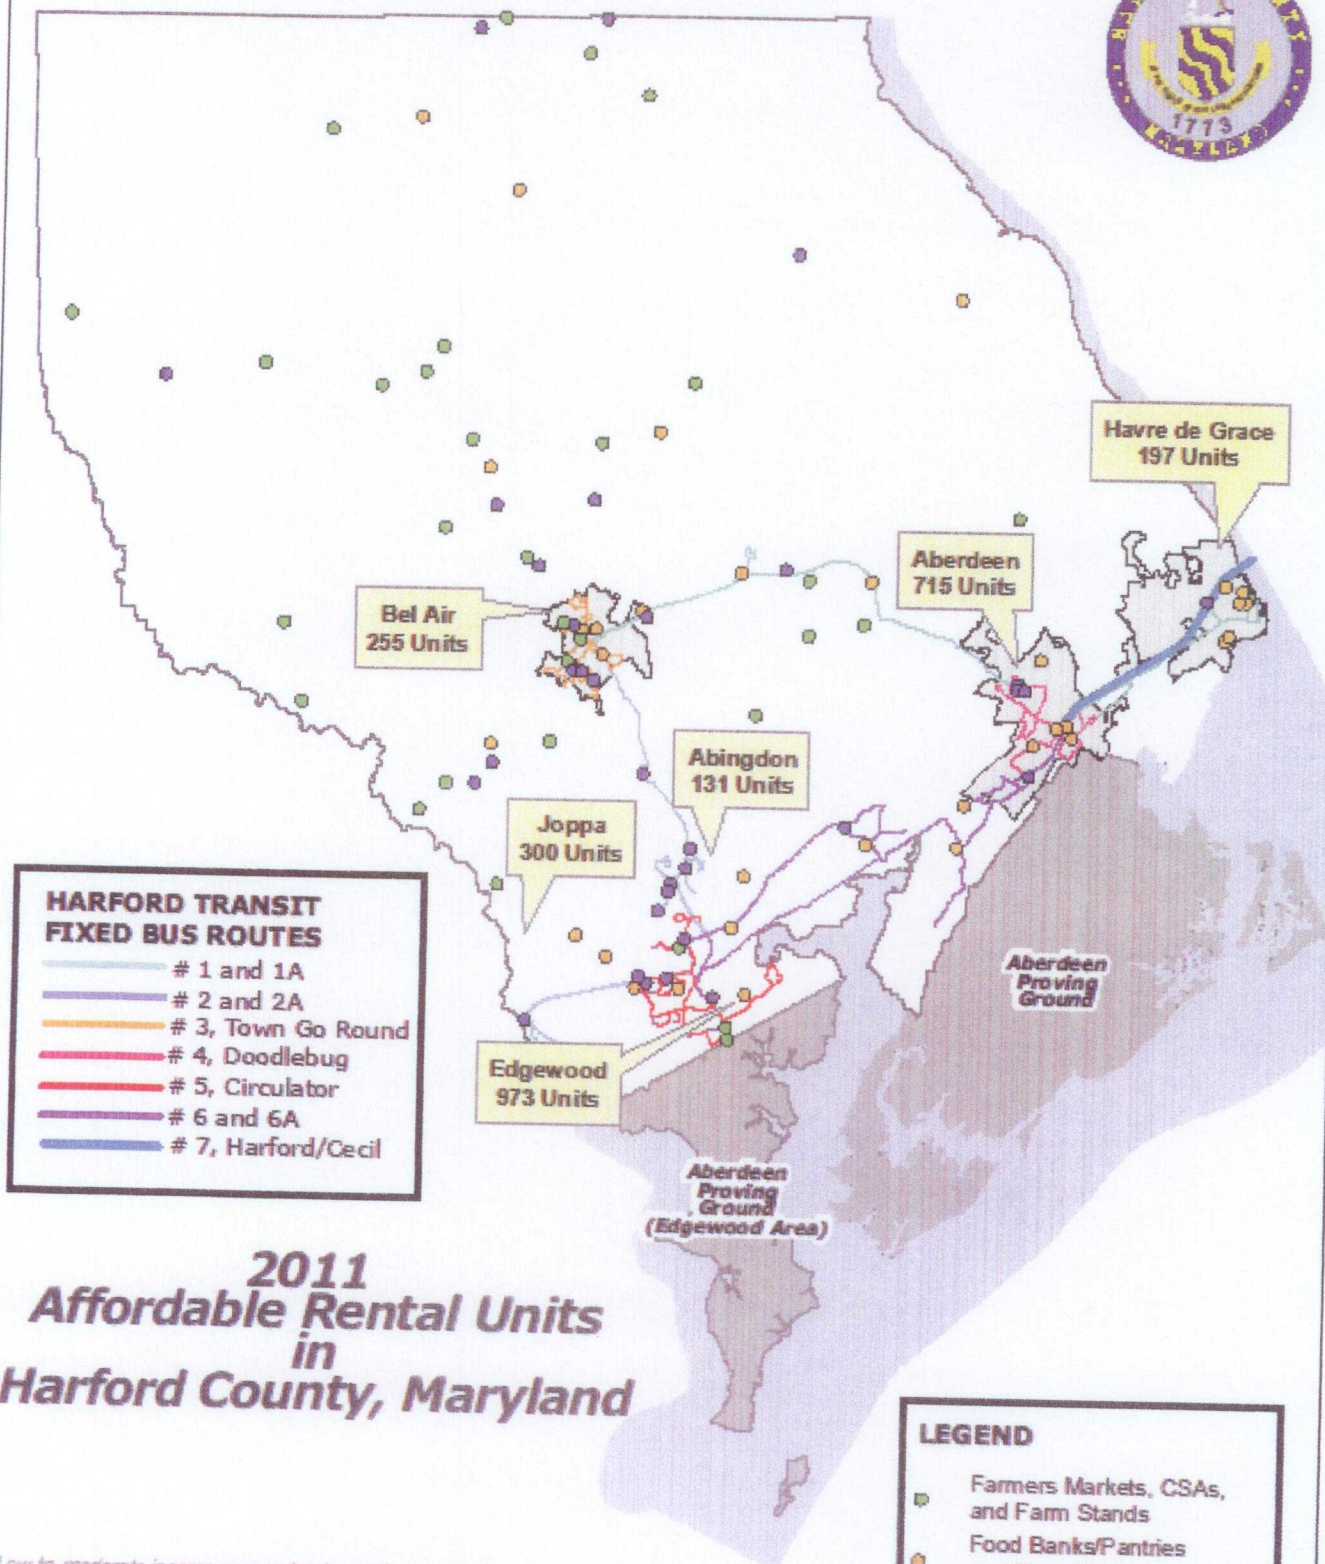 1773
Havre de Grace
197 Units
Aberdeen
715 Units
Bel Air
255 Units
Abingdon
131 Units
Joppa
300 Units
HARFORD TRANSIT
FIXED BUS ROUTES
# 1 and 1A
# 2 and 2A
# 3, Town Go Round
# 4, Doodlebug
# 5, Circulator
# 6 and 6A
# 7, Harford/Cecil
Aberdeen
Proving
Ground
Edgewood
973 Units
Aberdeen
Proving
Ground
(Edgewood Area)
2011
Affordable Rental Units
in
Harford County, Maryland
LEGEND
Farmers Markets, CSAs,
and Farm Stands
Food Banks/Pantries